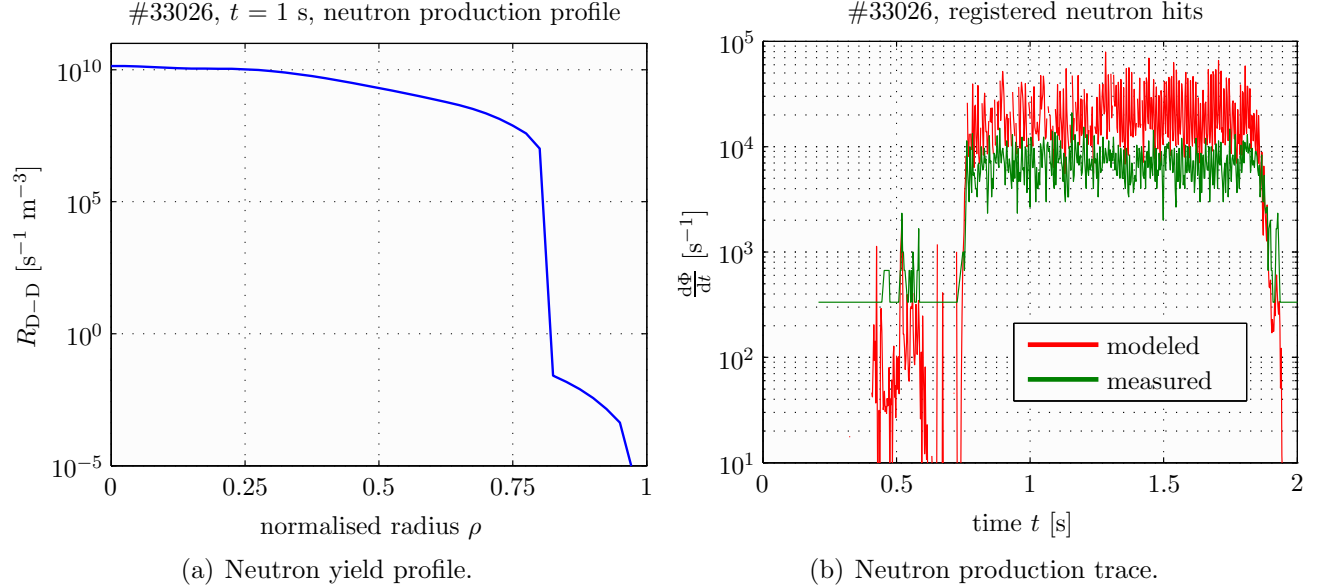 #33026, t = 1 s, neutron production profile
10^10
10^5
10^0
10^−5
R_D−D [s^−1 m^−3]
0 0.25 0.5 0.75 1
normalised radius ρ
(a) Neutron yield profile.
#33026, registered neutron hits
10^5
10^4
10^3
10^2
10^1
dΦ/dt [s^−1]
modeled
measured
0 0.5 1 1.5 2
time t [s]
(b) Neutron production trace.